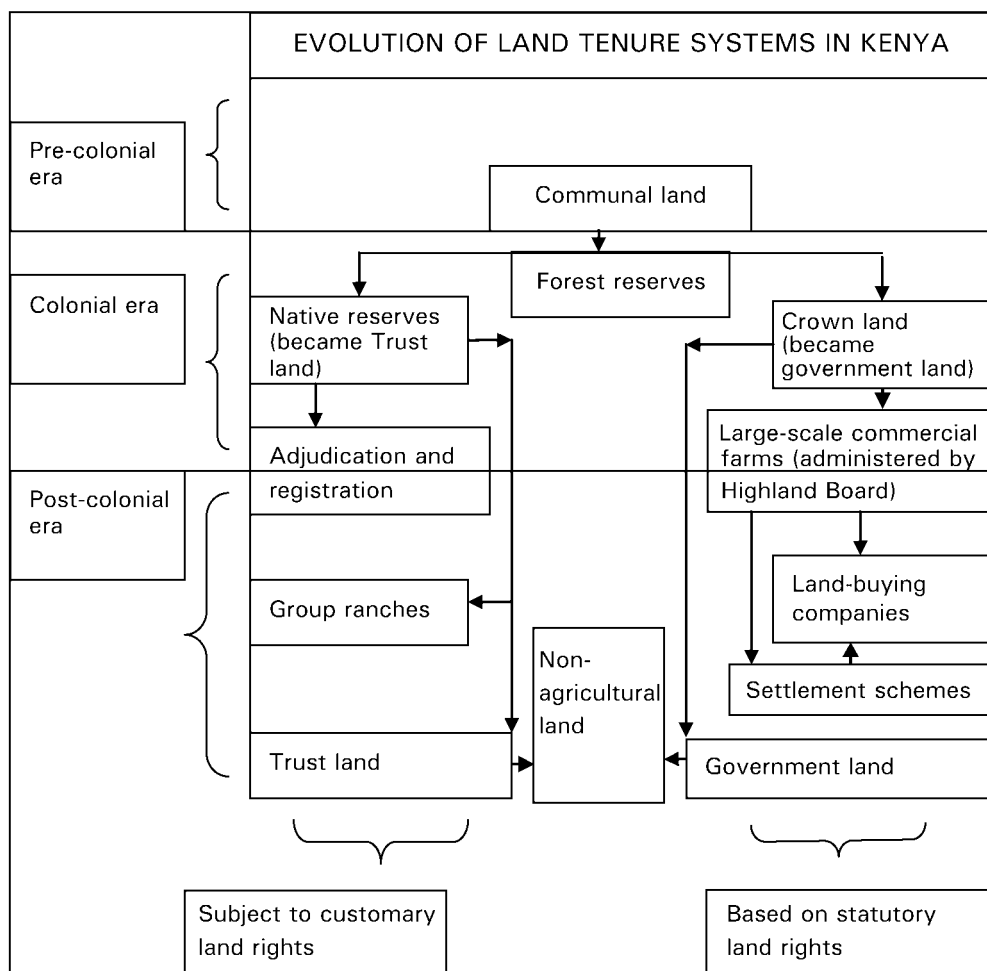 EVOLUTION OF LAND TENURE SYSTEMS IN KENYA
Pre-colonial
era
Communal land
Colonial era
Forest reserves
Native reserves
(became Trust
land)
Crown land
(became
government land)
Adjudication and
registration
Large-scale commercial
farms (administered by
Highland Board)
Post-colonial
era
Group ranches
Land-buying
companies
Non-
agricultural
land
Settlement schemes
Trust land
Government land
Subject to customary
land rights
Based on statutory
land rights